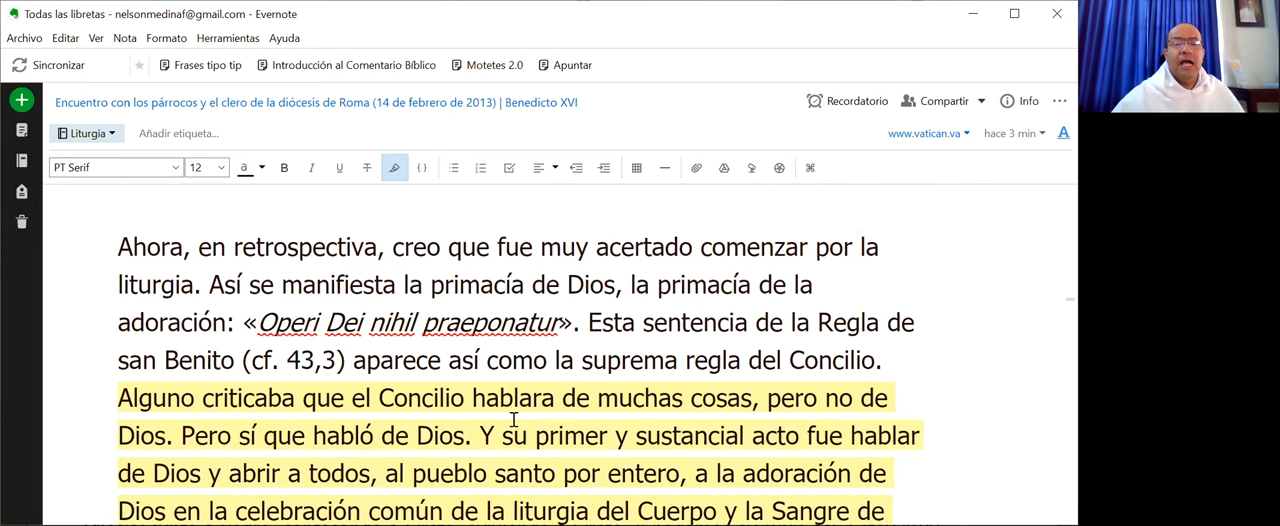 Todas las libretas - nelsonmedinaf@gmail.com - Evernote
Archivo Editar Ver Nota Formato Herramientas Ayuda
Sincronizar Frases tipo tip Introducción al Comentario Bíblico Motetes 2.0 Apuntar
Encuentro con los párrocos y el clero de la diócesis de Roma (14 de febrero de 2013) | Benedicto XVI Recordatorio Compartir Info
Liturgia Añadir etiqueta... www.vatican.va hace 3 min A
PT Serif 12 a B I U T { }
Ahora, en retrospectiva, creo que fue muy acertado comenzar por la
liturgia. Así se manifiesta la primacía de Dios, la primacía de la
adoración: «Operi Dei nihil praeponatur». Esta sentencia de la Regla de
san Benito (cf. 43,3) aparece así como la suprema regla del Concilio.
Alguno criticaba que el Concilio hablara de muchas cosas, pero no de
Dios. Pero sí que habló de Dios. Y su primer y sustancial acto fue hablar
de Dios y abrir a todos, al pueblo santo por entero, a la adoración de
Dios en la celebración común de la liturgia del Cuerpo y la Sangre de